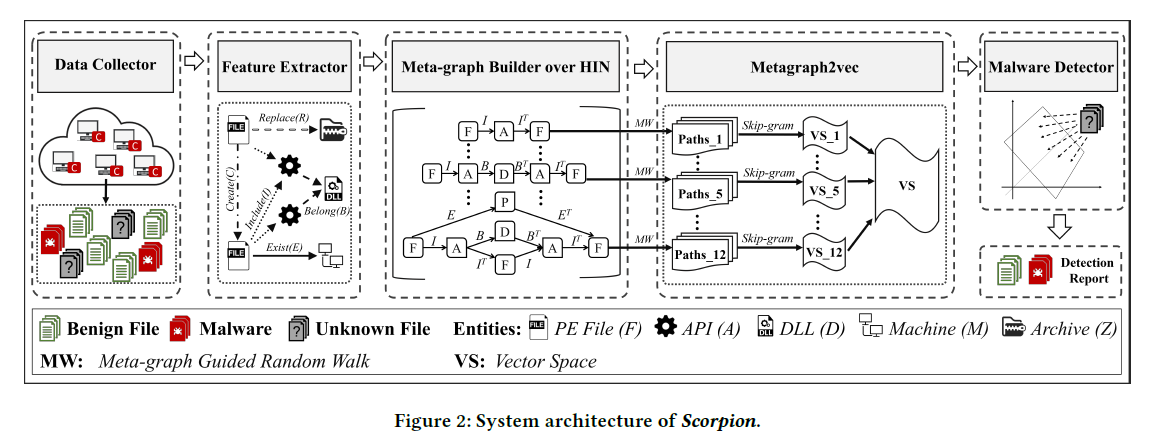 Data Collector
C
C
C
C
C
?
?
Feature Extractor
FILE
Replace(R)
Create(C)
Include(I)
DLL
Belong(B)
FILE
Exist(E)
Meta-graph Builder over HIN
F I A I^T F
F I A B D B^T A I^T F
E P E^T
F I A B D B^T A I^T F
I^T F I
MW
MW
MW
Metagraph2vec
Paths_1 Skip-gram VS_1
Paths_5 Skip-gram VS_5
Paths_12 Skip-gram VS_12
VS
Malware Detector
?
Detection
Report
Benign File Malware ? Unknown File Entities: FILE PE File (F) API (A) DLL DLL (D) Machine (M) Archive (Z)
MW: Meta-graph Guided Random Walk VS: Vector Space
Figure 2: System architecture of Scorpion.